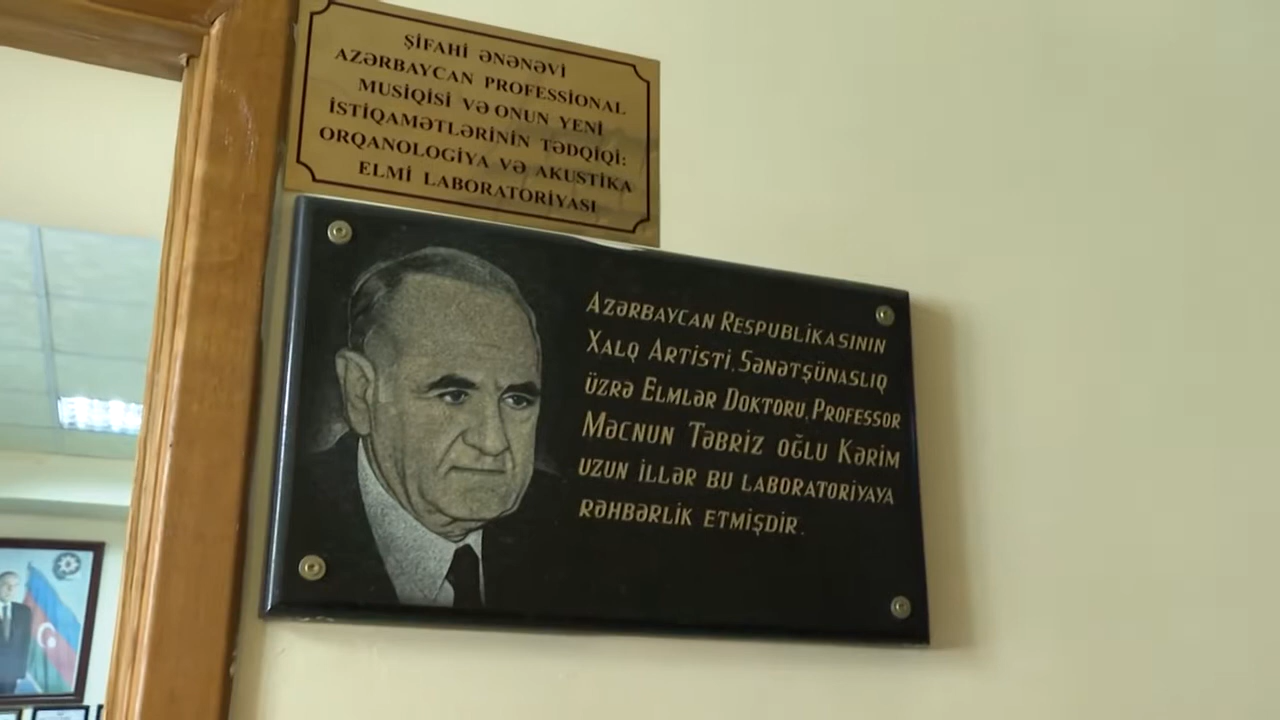 ŞİFAHİ ƏNƏNƏVİ
AZƏRBAYCAN PROFESSIONAL
MUSİQİSİ VƏ ONUN YENİ
İSTİQAMƏTLƏRİNİN TƏDQİQİ:
ORQANOLOGİYA VƏ AKUSTİKA
ELMİ LABORATORİYASI
AZƏRBAYCAN RESPUBLİKASININ
XALQ ARTİSTİ, SƏNƏTŞÜNASLIQ
ÜZRƏ ELMLƏR DOKTORU, PROFESSOR
MƏCNUN TƏBRİZ OĞLU KƏRİM
UZUN İLLƏR BU LABORATORİYAYA
RƏHBƏRLİK ETMİŞDİR.